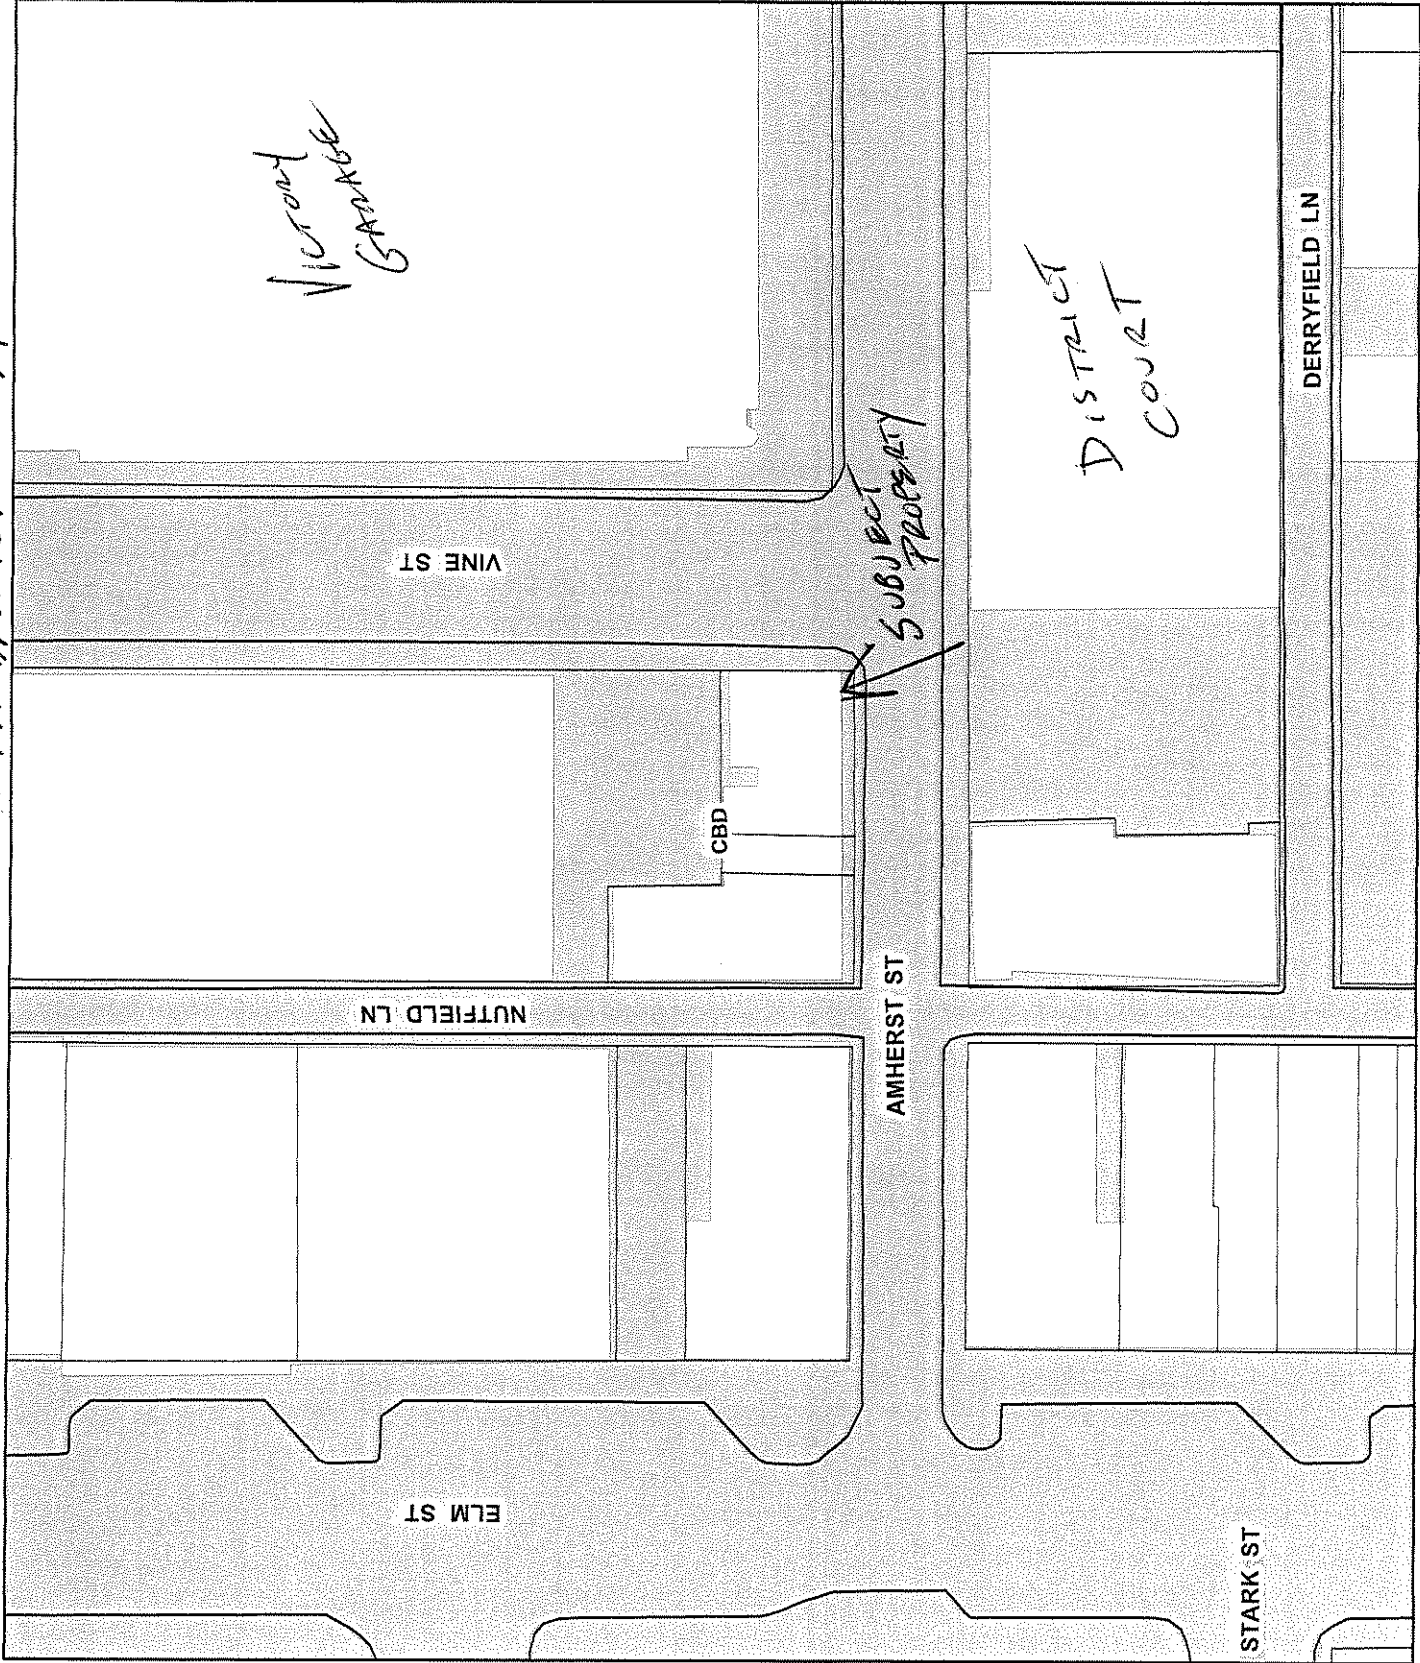 VICTORY
GARAGE
VINE ST
SUBJECT
PROPERTY
DISTRICT
COURT
DERRYFIELD LN
CBD
NUTFIELD LN
AMHERST ST
ELM ST
STARK ST